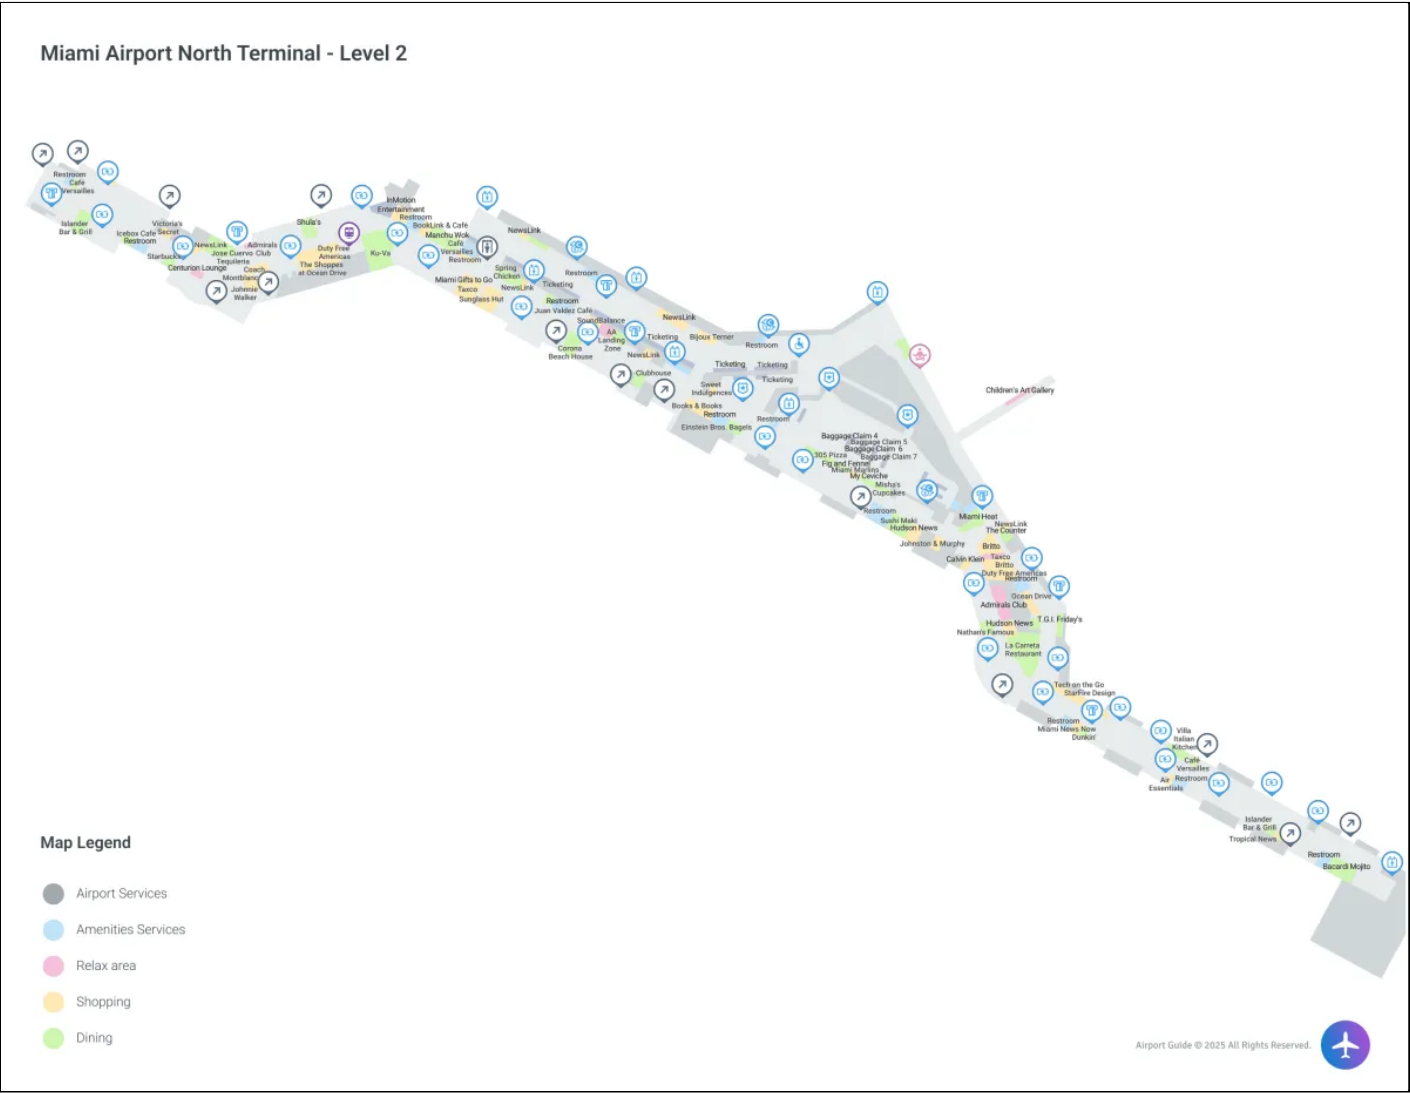 Miami Airport North Terminal - Level 2
Restroom
Café
Versailles
Islander
Bar & Grill
Victoria's
Secret
Icebox Cafe
Restroom
Starbucks
NewsLink
Jose Cuervo
Tequileria
Admirals
Club
Centurion Lounge
Coach
Montblanc
Johnnie
Walker
Shula's
Duty Free
Americas
The Shoppes
at Ocean Drive
Ku-Va
InMotion
Entertainment
Restroom
BookLink & Café
Manchu Wok
Café
Versailles
Restroom
NewsLink
Restroom
Spring
Chicken
Ticketing
Miami Gifts to Go
NewsLink
Taxco
Sunglass Hut
Restroom
Juan Valdez Café
SoundBalance
AA
Landing
Zone
Corona
Beach House
NewsLink
Ticketing
NewsLink
Bijoux Terner
Clubhouse
Restroom
Ticketing
Ticketing
Ticketing
Sweet
Indulgences
Books & Books
Restroom
Restroom
Einstein Bros. Bagels
Children's Art Gallery
Baggage Claim 4
Baggage Claim 5
Baggage Claim 6
Baggage Claim 7
305 Pizza
Fig and Fennel
Miami Marlins
My Ceviche
Misha's
Cupcakes
Restroom
Sushi Maki
Hudson News
Johnston & Murphy
Miami Heat
NewsLink
The Counter
Britto
Calvin Klein
Taxco
Britto
Duty Free Americas
Restroom
Ocean Drive
Admirals Club
Hudson News
T.G.I. Friday's
Nathan's Famous
La Carreta
Restaurant
Tech on the Go
StarFire Design
Restroom
Miami News Now
Dunkin'
Villa
Italian
Kitchen
Café
Versailles
Air
Essentials
Restroom
Islander
Bar & Grill
Tropical News
Restroom
Bacardi Mojito
Map Legend
Airport Services
Amenities Services
Relax area
Shopping
Dining
Airport Guide © 2025 All Rights Reserved.